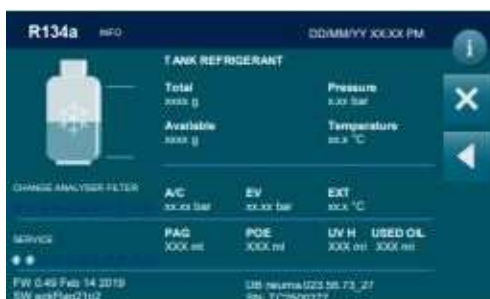 R134a INFO DD/MM/YY XX:XX PM
TANK REFRIGERANT
Total Pressure
xxxx g x.xx bar
Available Temperature
xxxx g xx.x °C
CHANGE ANALYSER FILTER
A/C EV EXT
xx.xx bar xx.xx bar xx.x °C
SERVICE
PAG POE UV H USED OIL
XXX ml XXX ml XXX ml XXX ml
FW 0.49 Feb 14 2019
SW